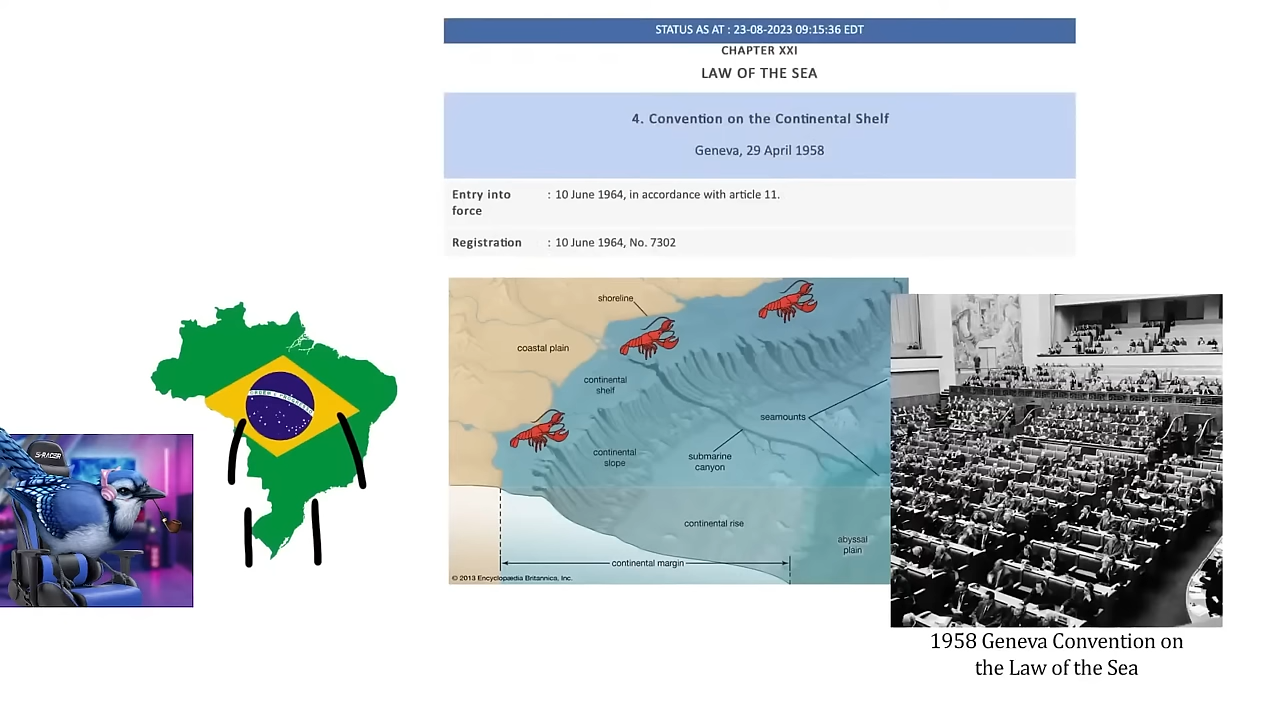 STATUS AS AT : 23-08-2023 09:15:36 EDT
CHAPTER XXI
LAW OF THE SEA
4. Convention on the Continental Shelf
Geneva, 29 April 1958
Entry into
force
: 10 June 1964, in accordance with article 11.
Registration : 10 June 1964, No. 7302
shoreline
coastal plain
continental
shelf
seamounts
continental
slope
submarine
canyon
continental rise
abyssal
plain
continental margin
© 2013 Encyclopædia Britannica, Inc.
ORDEM E PROGRESSO
S-RACER
1958 Geneva Convention on
the Law of the Sea